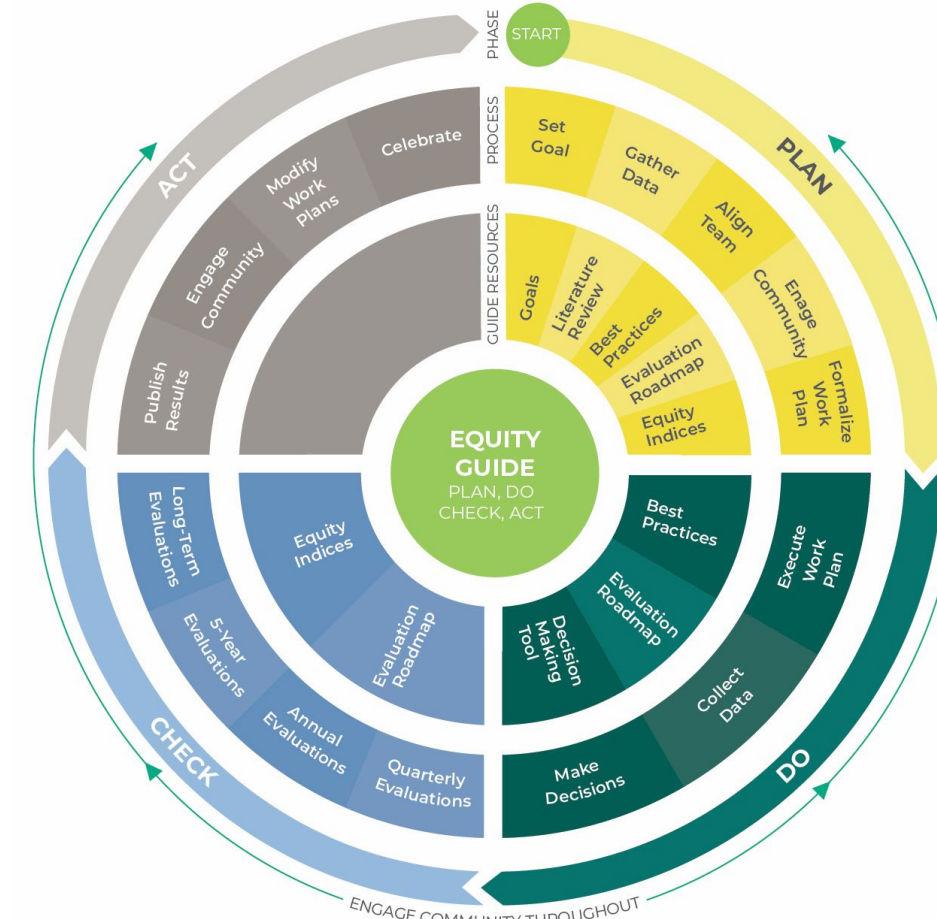 PHASE
START
PROCESS
GUIDE RESOURCES
PLAN
Set
Goal
Gather
Data
Align
Team
Enage
Community
Formalize
Work
Plan
Goals
Literature
Review
Best
Practices
Evaluation
Roadmap
Equity
Indices
DO
Execute
Work
Plan
Collect
Data
Make
Decisions
Best
Practices
Evaluation
Roadmap
Decision
Making
Tool
CHECK
Quarterly
Evaluations
Annual
Evaluations
5-Year
Evaluations
Long-Term
Evaluations
Evaluation
Roadmap
Equity
Indices
ACT
Publish
Results
Engage
Community
Modify
Work
Plans
Celebrate
EQUITY
GUIDE
PLAN, DO
CHECK, ACT
ENGAGE COMMUNITY THROUGHOUT